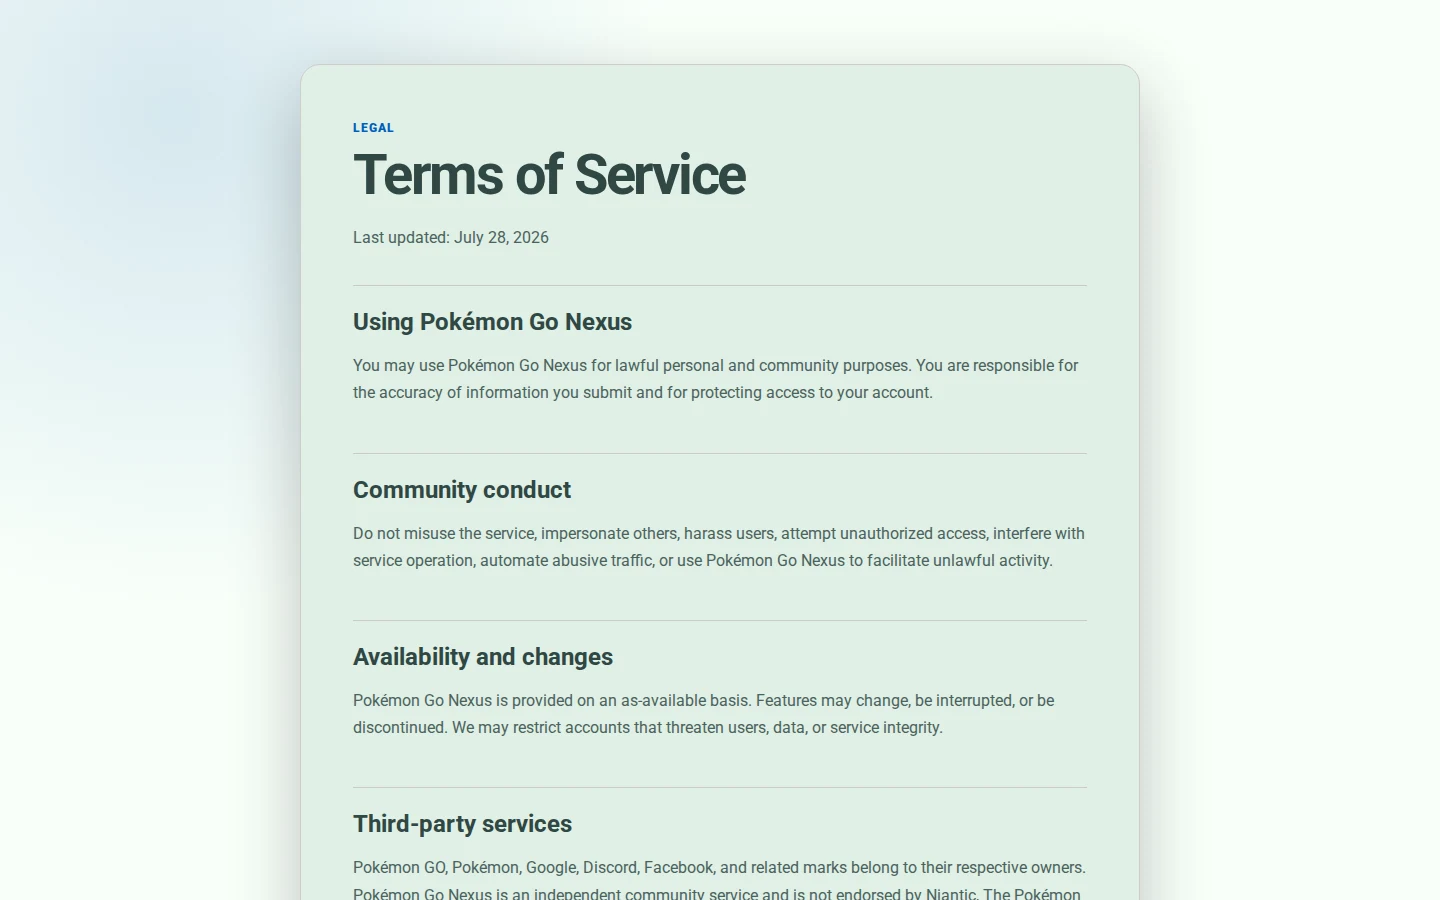 LEGAL
Terms of Service
Last updated: July 28, 2026
Using Pokémon Go Nexus
You may use Pokémon Go Nexus for lawful personal and community purposes. You are responsible for
the accuracy of information you submit and for protecting access to your account.
Community conduct
Do not misuse the service, impersonate others, harass users, attempt unauthorized access, interfere with
service operation, automate abusive traffic, or use Pokémon Go Nexus to facilitate unlawful activity.
Availability and changes
Pokémon Go Nexus is provided on an as-available basis. Features may change, be interrupted, or be
discontinued. We may restrict accounts that threaten users, data, or service integrity.
Third-party services
Pokémon GO, Pokémon, Google, Discord, Facebook, and related marks belong to their respective owners.
Pokémon Go Nexus is an independent community service and is not endorsed by Niantic, The Pokémon